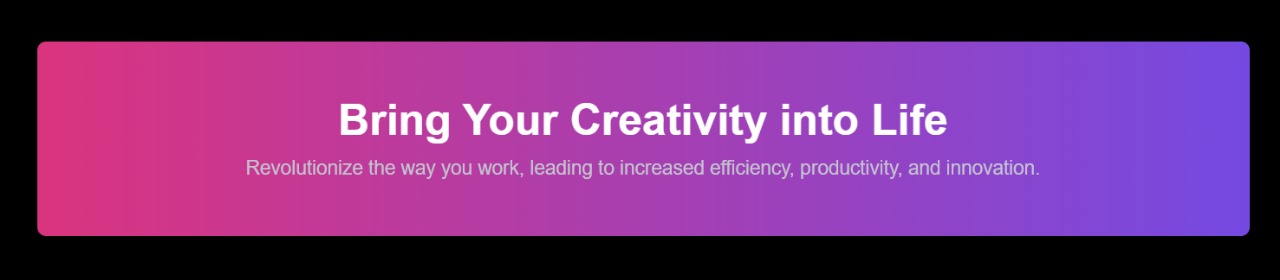 Bring Your Creativity into Life
Revolutionize the way you work, leading to increased efficiency, productivity, and innovation.